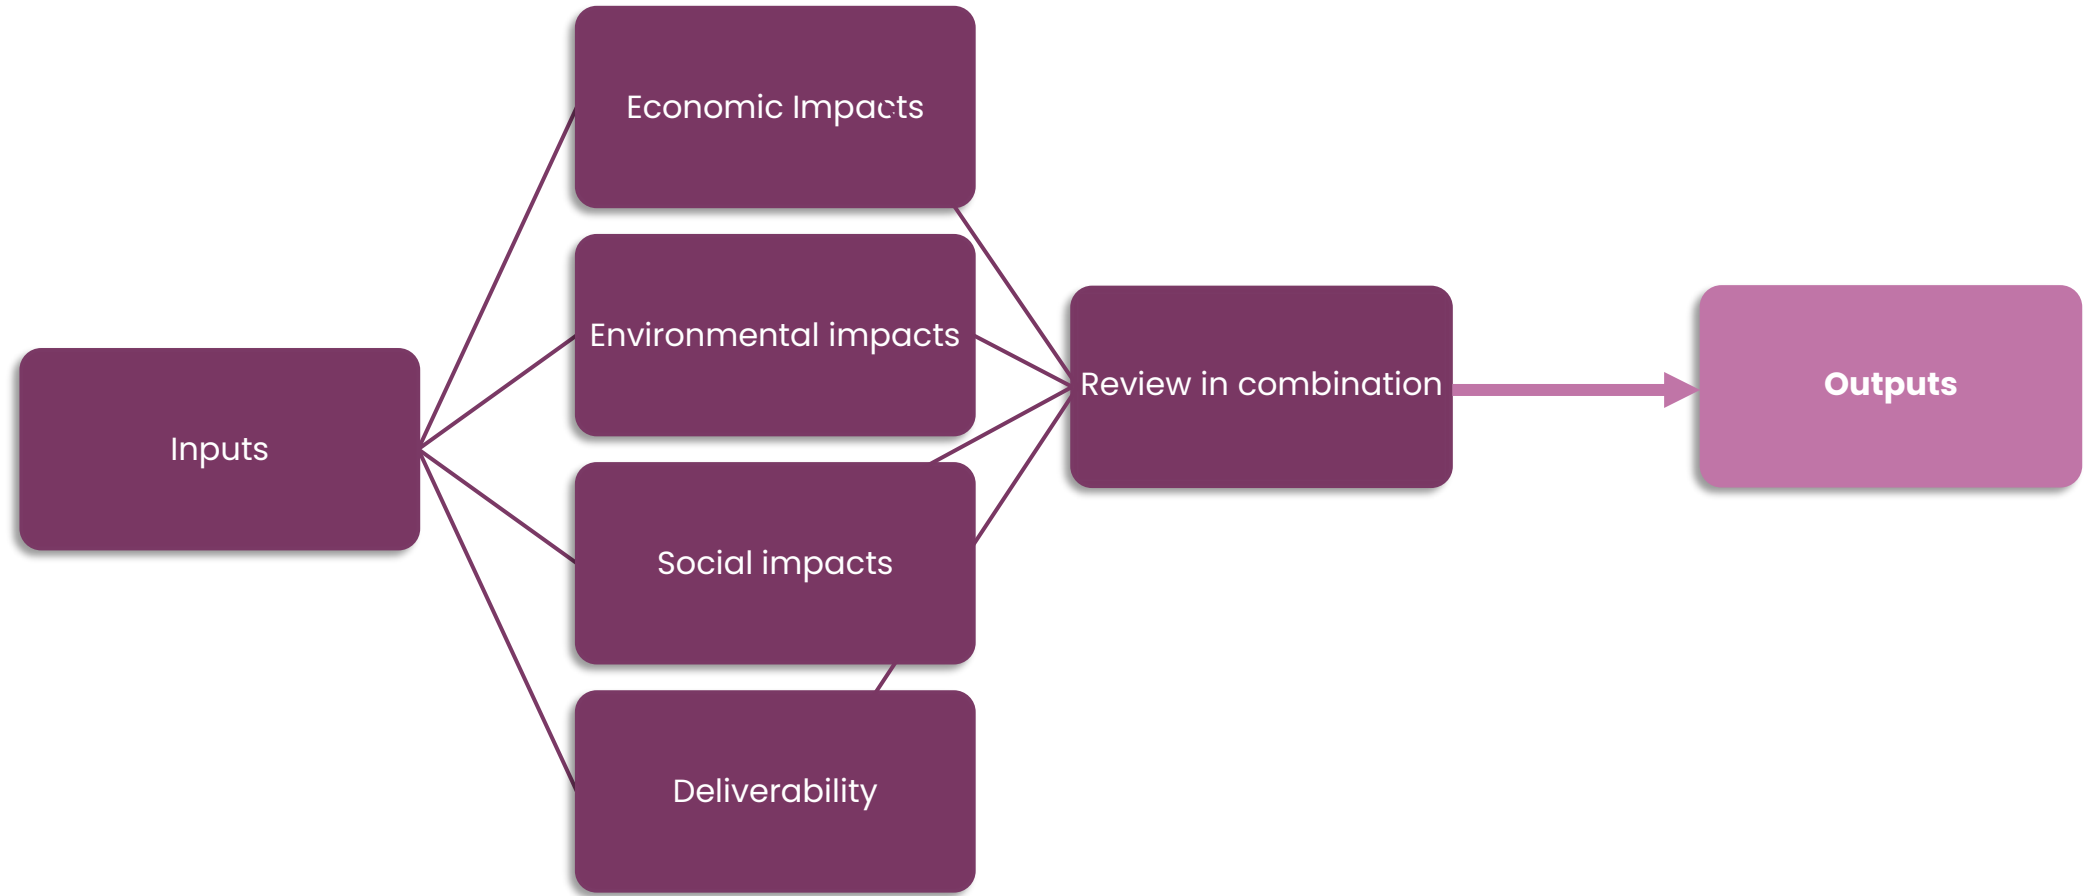 Inputs
Economic Impacts
Environmental impacts
Social impacts
Deliverability
Review in combination
Outputs